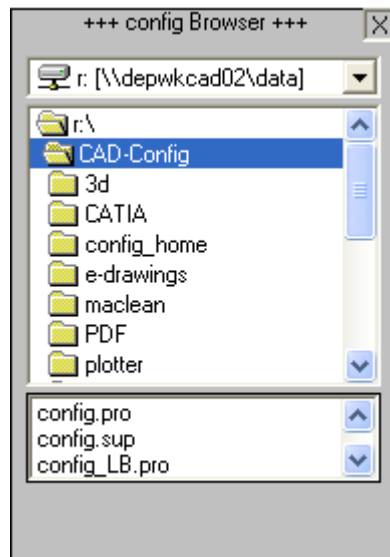 +++ config Browser +++
r: [\\depwkcad02\data]
r:\
CAD-Config
3d
CATIA
config_home
e-drawings
maclean
PDF
plotter
config.pro
config.sup
config_LB.pro